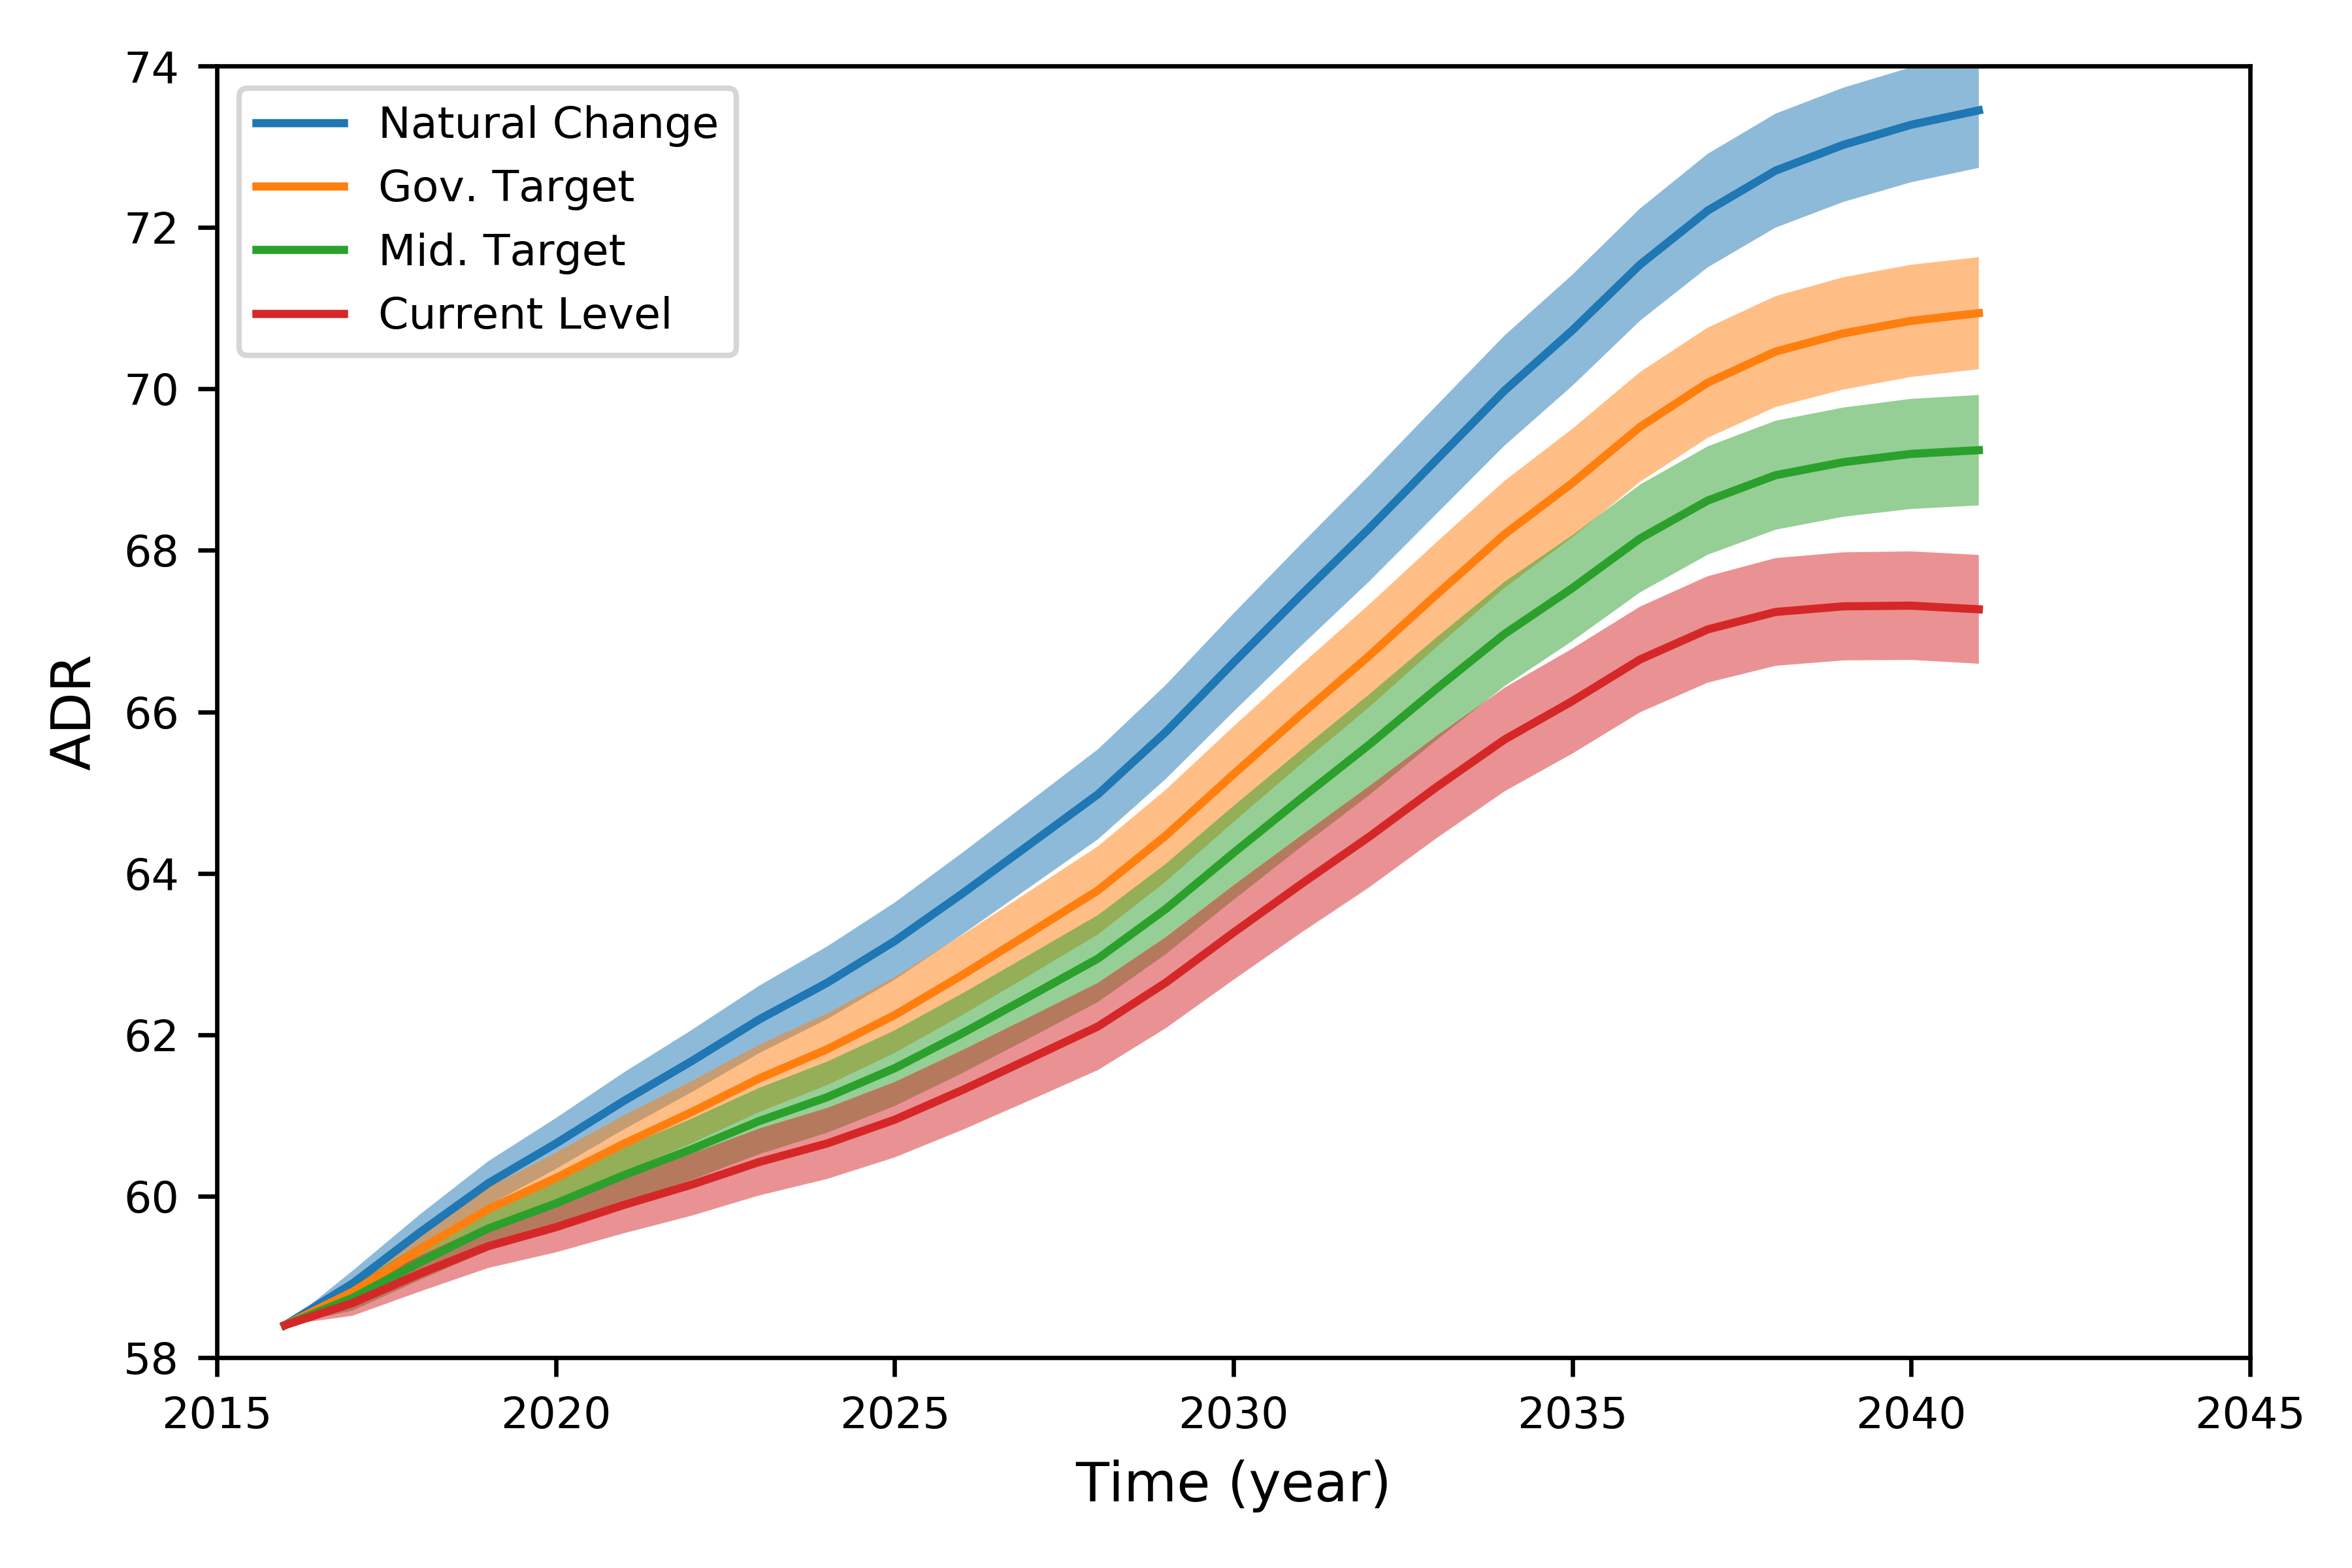 74
72
70
68
66
64
62
60
58
ADR
Natural Change
Gov. Target
Mid. Target
Current Level
2015 2020 2025 2030 2035 2040 2045
Time (year)